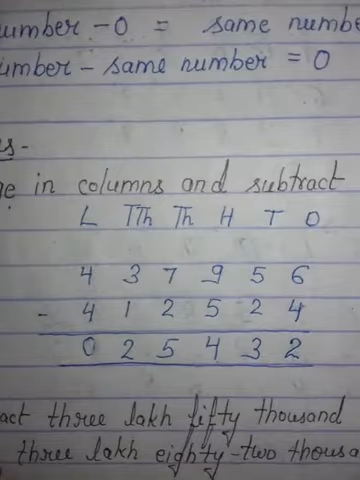 number - 0 = same numbe
umber - same number = 0
es -
ge in columns and subtract
L TTh Th H T O
4 3 7 9 5 6
- 4 1 2 5 2 4
0 2 5 4 3 2
act three lakh fifty thousand
three lakh eighty-two thousa